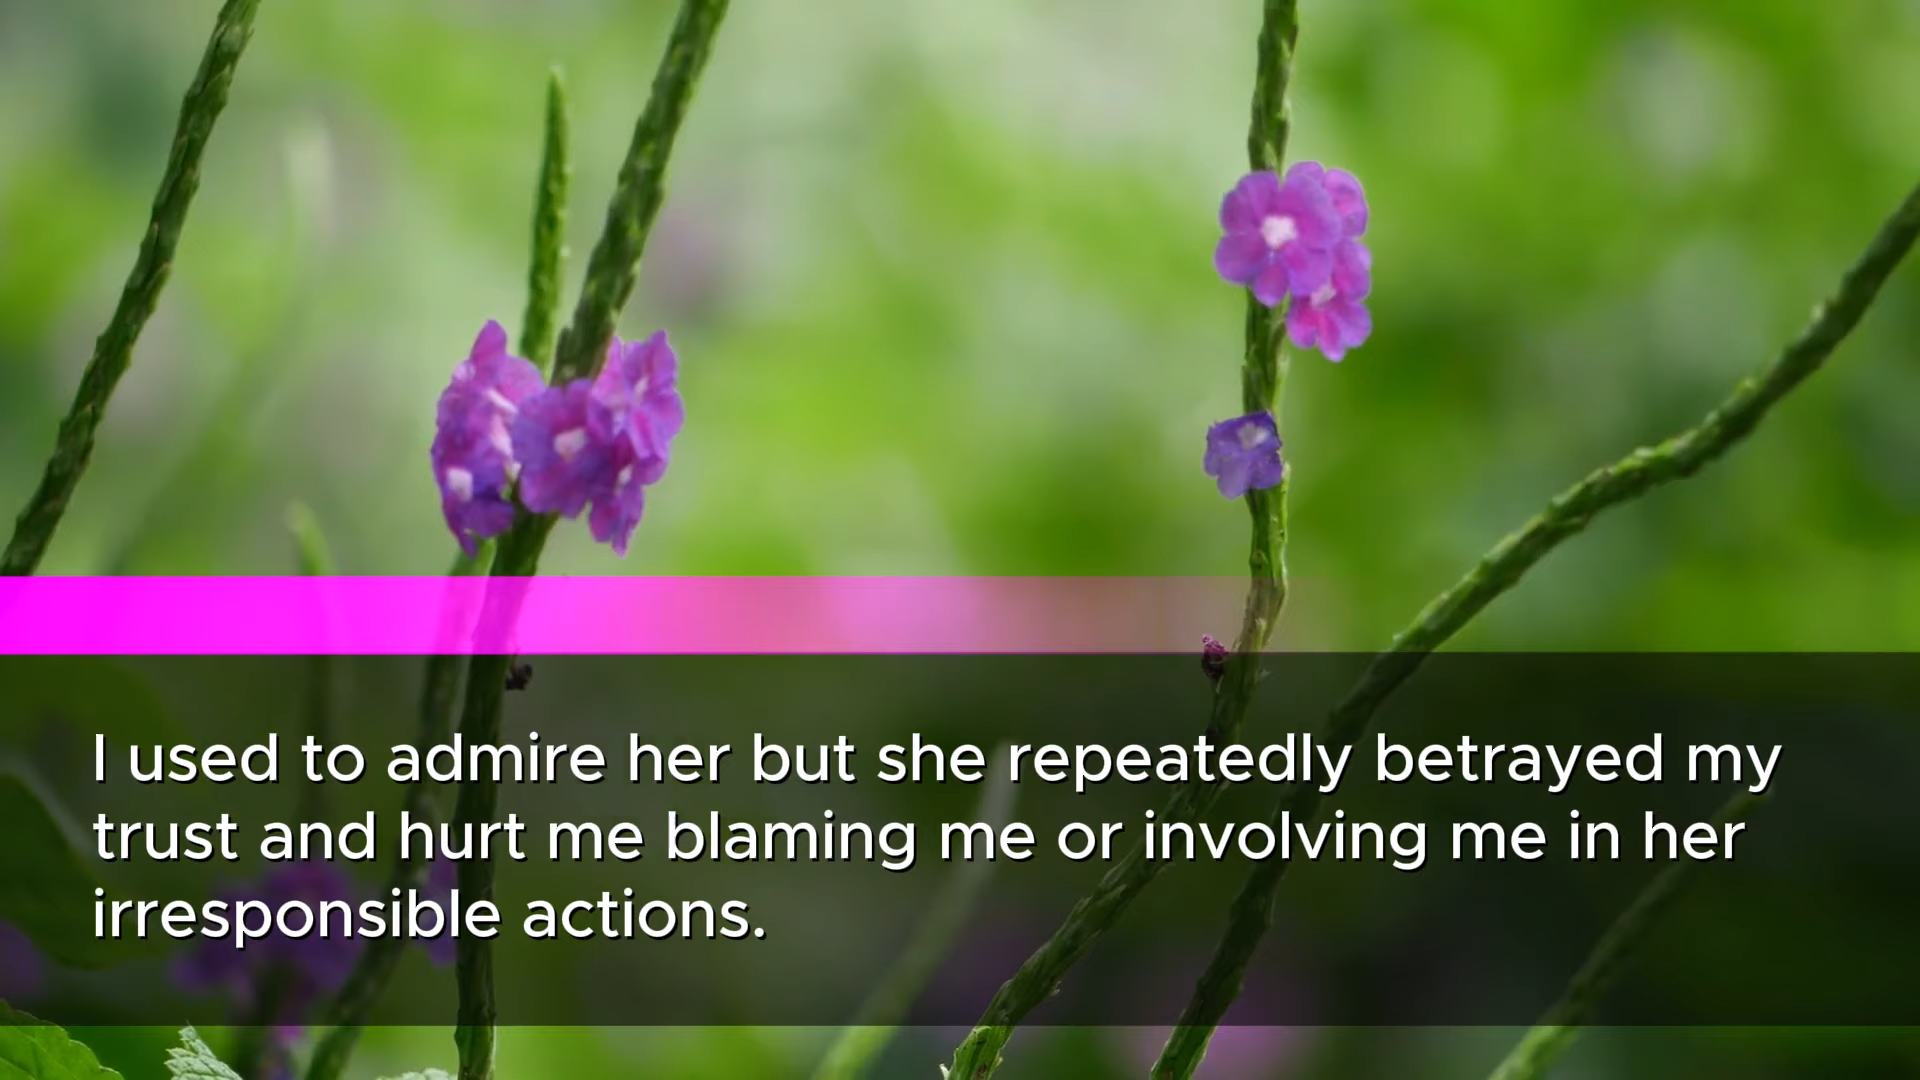 I used to admire her but she repeatedly betrayed my
trust and hurt me blaming me or involving me in her
irresponsible actions.